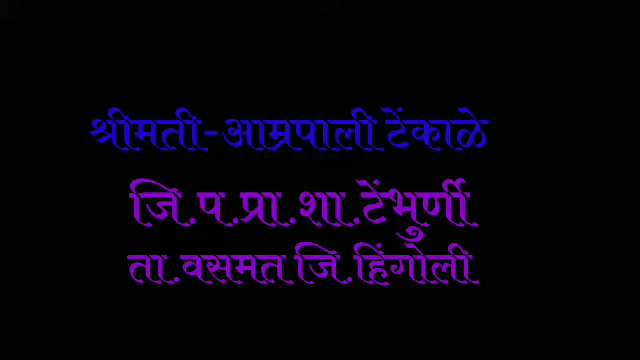 श्रीमती-आम्रपाली टेंकाळे
जि.प.प्रा.शा.टेंभुर्णी
ता.वसमत जि.हिंगोली